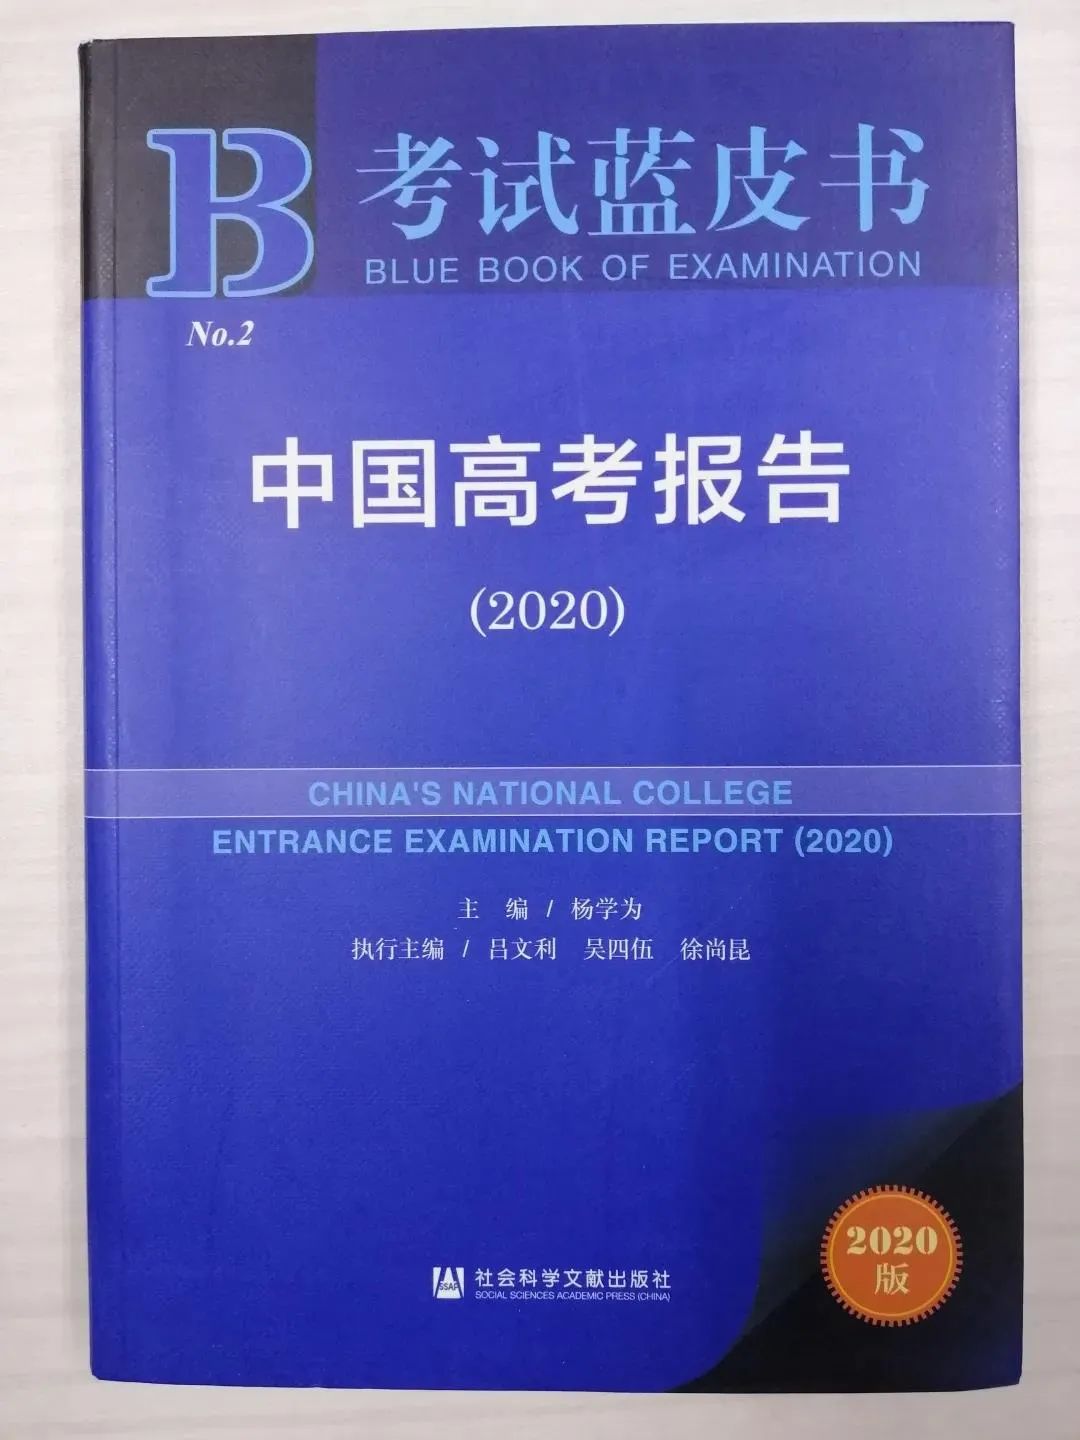 B
考试蓝皮书
BLUE BOOK OF EXAMINATION
No.2
中国高考报告
(2020)
CHINA'S NATIONAL COLLEGE
ENTRANCE EXAMINATION REPORT (2020)
主 编 / 杨学为
执行主编 / 吕文利 吴四伍 徐尚昆
SSAP
社会科学文献出版社
SOCIAL SCIENCES ACADEMIC PRESS (CHINA)
2020
版